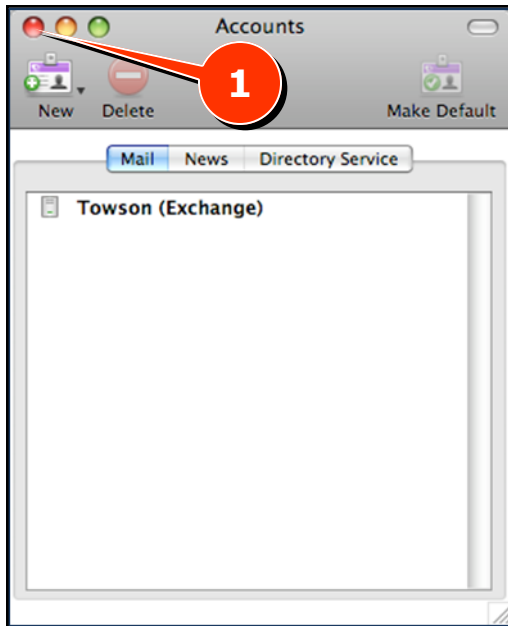 Accounts
1
New Delete Make Default
Mail News Directory Service
Towson (Exchange)